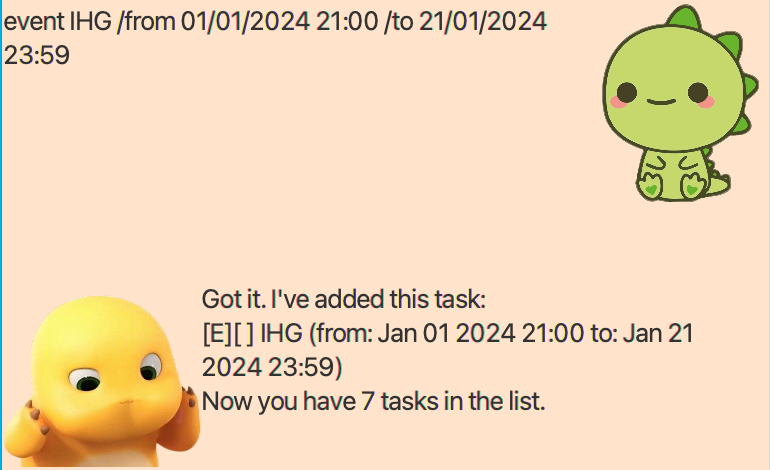 event IHG /from 01/01/2024 21:00 /to 21/01/2024
23:59
Got it. I've added this task:
[E][ ] IHG (from: Jan 01 2024 21:00 to: Jan 21
2024 23:59)
Now you have 7 tasks in the list.